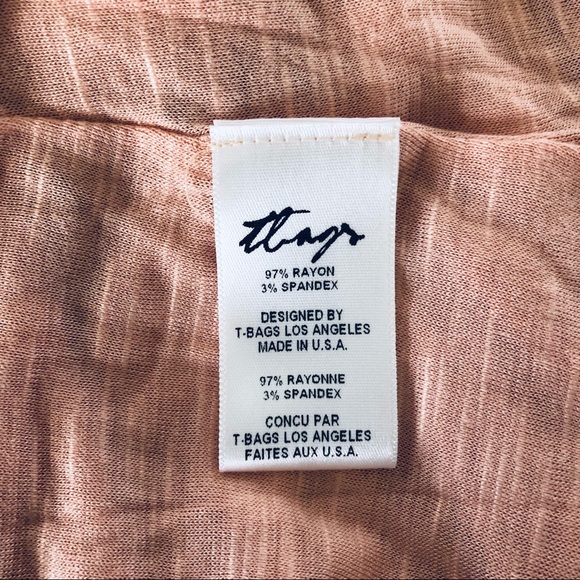 tbags
97% RAYON
3% SPANDEX
DESIGNED BY
T-BAGS LOS ANGELES
MADE IN U.S.A.
97% RAYONNE
3% SPANDEX
CONCU PAR
T-BAGS LOS ANGELES
FAITES AUX U.S.A.